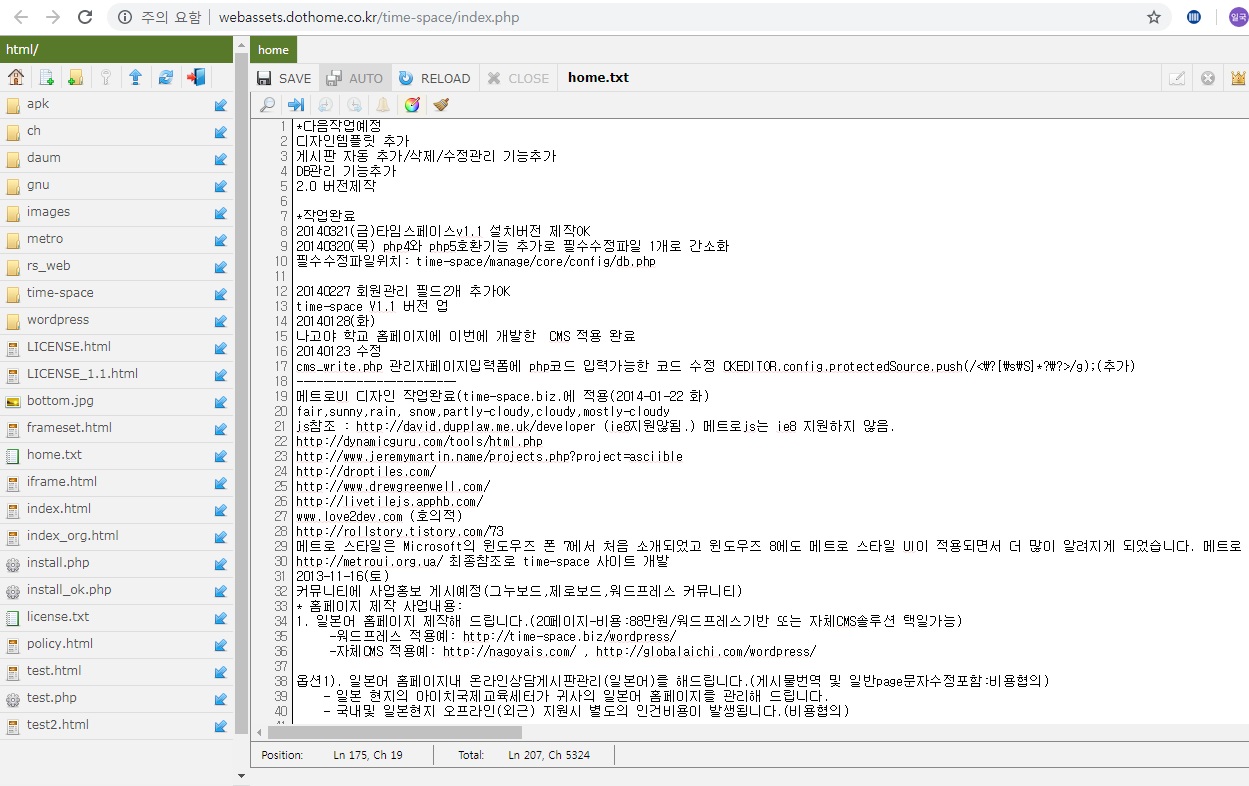 주의 요함 webassets.dothome.co.kr/time-space/index.php 일국
html/
home
SAVE AUTO RELOAD CLOSE home.txt
apk
ch
daum
gnu
images
metro
rs_web
time-space
wordpress
LICENSE.html
LICENSE_1.1.html
bottom.jpg
frameset.html
home.txt
iframe.html
index.html
index_org.html
install.php
install_ok.php
license.txt
policy.html
test.html
test.php
test2.html
1 *다음작업예정
2 디자인템플릿 추가
3 게시판 자동 추가/삭제/수정관리 기능추가
4 DB관리 기능추가
5 2.0 버전제작
6
7 *작업완료
8 20140321(금)타임스페이스v1.1 설치버전 제작OK
9 20140320(목) php4와 php5호환기능 추가로 필수수정파일 1개로 간소화
10 필수수정파일위치: time-space/manage/core/config/db.php
11
12 20140227 회원관리 필드2개 추가OK
13 time-space V1.1 버전 업
14 20140128(화)
15 나고야 학교 홈페이지에 이번에 개발한  CMS 적용 완료
16 20140123 수정
17 cms_write.php 관리자페이지입력폼에 php코드 입력가능한 코드 수정 CKEDITOR.config.protectedSource.push(/<₩?[₩s₩S]*?₩?>/g);(추가)
18 ------------------------
19 메트로UI 디자인 작업완료(time-space.biz.에 적용(2014-01-22 화)
20 fair,sunny,rain, snow,partly-cloudy,cloudy,mostly-cloudy
21 js참조 : http://david.dupplaw.me.uk/developer (ie8지원않됨.) 메트로js는 ie8 지원하지 않음.
22 http://dynamicguru.com/tools/html.php
23 http://www.jeremymartin.name/projects.php?project=asciible
24 http://droptiles.com/
25 http://www.drewgreenwell.com/
26 http://livetilejs.apphb.com/
27 www.love2dev.com (호의적)
28 http://rollstory.tistory.com/73
29 메트로 스타일은 Microsoft의 윈도우즈 폰 7에서 처음 소개되었고 윈도우즈 8에도 메트로 스타일 UI이 적용되면서 더 많이 알려지게 되었습니다. 메트로
30 http://metroui.org.ua/ 최종참조로 time-space 사이트 개발
31 2013-11-16(토)
32 커뮤니티에 사업홍보 게시예정(그누보드,제로보드,워드프레스 커뮤니티)
33 * 홈페이지 제작 사업내용:
34 1. 일본어 홈페이지 제작해 드립니다.(20페이지-비용:88만원/워드프레스기반 또는 자체CMS솔루션 택일가능)
35 -워드프레스 적용예: http://time-space.biz/wordpress/
36 -자체CMS 적용예: http://nagoyais.com/ , http://globalaichi.com/wordpress/
37
38 옵션1). 일본어 홈페이지내 온라인상담게시판관리(일본어)를 해드립니다.(게시물번역 및 일반page문자수정포함:비용협의)
39 - 일본 현지의 아이치국제교육세터가 귀사의 일본어 홈페이지를 관리해 드립니다.
40 - 국내및 일본현지 오프라인(외근) 지원시 별도의 인건비용이 발생됩니다.(비용협의)
Position: Ln 175, Ch 19 Total: Ln 207, Ch 5324